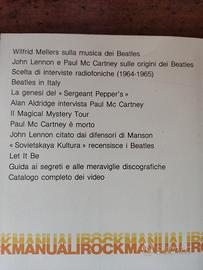 Wilfrid Mellers sulla musica dei Beatles
John Lennon e Paul Mc Cartney sulle origini dei Beatles
Scelta di interviste radiofoniche (1964-1965)
Beatles in Italy
La genesi del « Sergeant Pepper's »
Alan Aldridge intervista Paul Mc Cartney
Il Magical Mystery Tour
Paul Mc Cartney è morto
John Lennon citato dai difensori di Manson
« Sovietskaya Kultura » recensisce i Beatles
Let It Be
Guida ai segreti e alle meraviglie discografiche
Catalogo completo dei video
KMANUALIROCKMANUALIRO